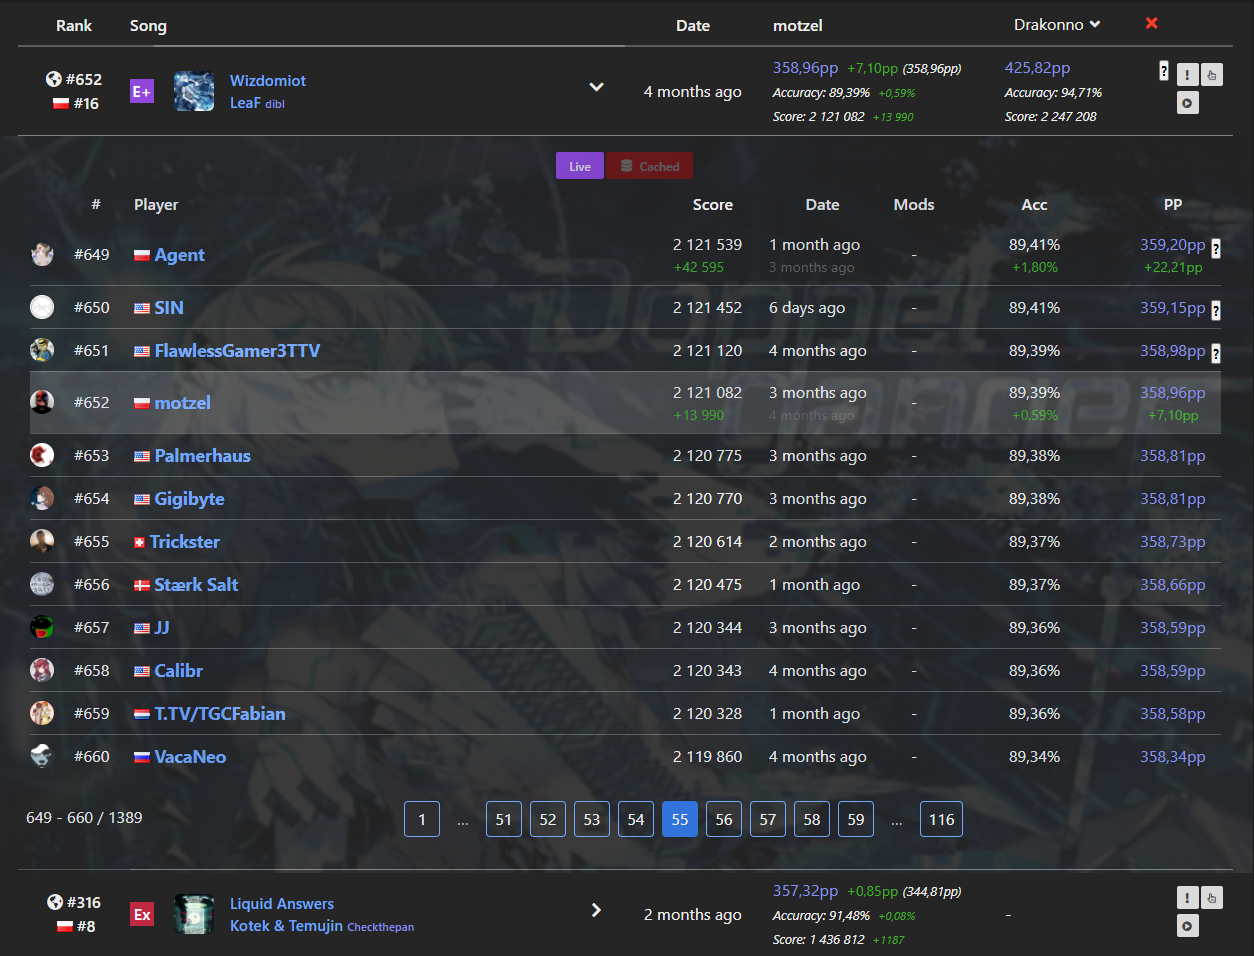 Rank Song Date motzel Drakonno
#652 #16 E+ Wizdomiot LeaF dibl 4 months ago
358,96pp +7,10pp (358,96pp) 425,82pp ? !
Accuracy: 89,39% +0,59% Accuracy: 94,71%
Score: 2 121 082 +13 990 Score: 2 247 208
Live Cached
# Player Score Date Mods Acc PP
#649 Agent 2 121 539 1 month ago - 89,41% 359,20pp ?
+42 595 3 months ago +1,80% +22,21pp
#650 SIN 2 121 452 6 days ago - 89,41% 359,15pp ?
#651 FlawlessGamer3TTV 2 121 120 4 months ago - 89,39% 358,98pp ?
#652 motzel 2 121 082 3 months ago - 89,39% 358,96pp
+13 990 4 months ago +0,59% +7,10pp
#653 Palmerhaus 2 120 775 3 months ago - 89,38% 358,81pp
#654 Gigibyte 2 120 770 3 months ago - 89,38% 358,81pp
#655 Trickster 2 120 614 2 months ago - 89,37% 358,73pp
#656 Stærk Salt 2 120 475 1 month ago - 89,37% 358,66pp
#657 JJ 2 120 344 3 months ago - 89,36% 358,59pp
#658 Calibr 2 120 343 4 months ago - 89,36% 358,59pp
#659 T.TV/TGCFabian 2 120 328 1 month ago - 89,36% 358,58pp
#660 VacaNeo 2 119 860 4 months ago - 89,34% 358,34pp
649 - 660 / 1389 1 ... 51 52 53 54 55 56 57 58 59 ... 116
#316 #8 Ex Liquid Answers Kotek & Temujin Checkthepan 2 months ago
357,32pp +0,85pp (344,81pp) - !
Accuracy: 91,48% +0,08%
Score: 1 436 812 +1187